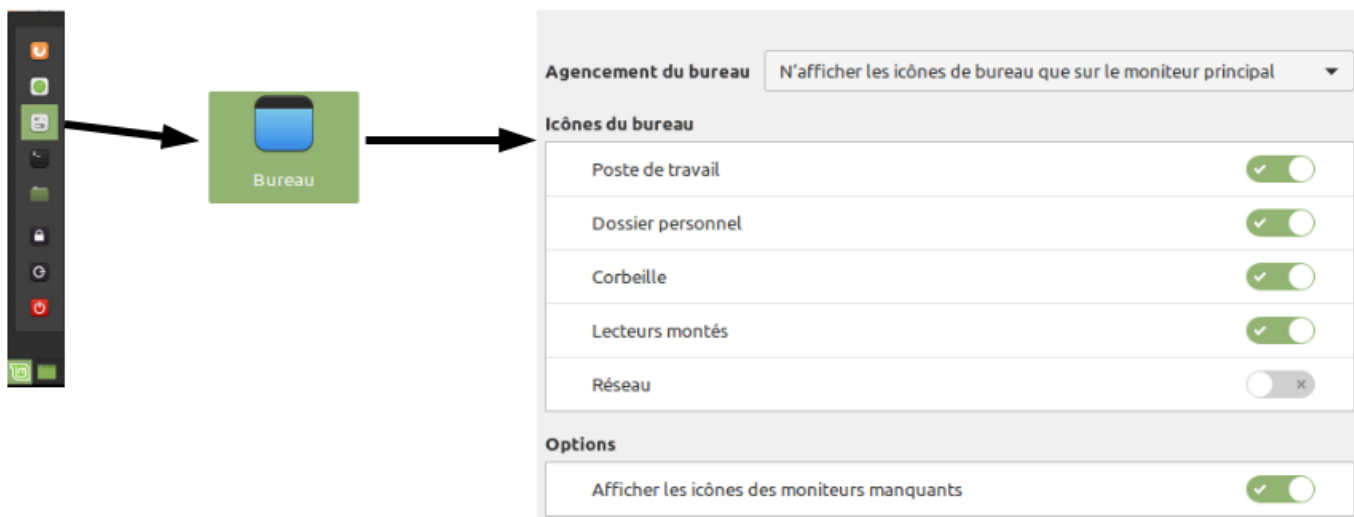 Bureau
Agencement du bureau N'afficher les icônes de bureau que sur le moniteur principal
Icônes du bureau
Poste de travail
Dossier personnel
Corbeille
Lecteurs montés
Réseau
Options
Afficher les icônes des moniteurs manquants